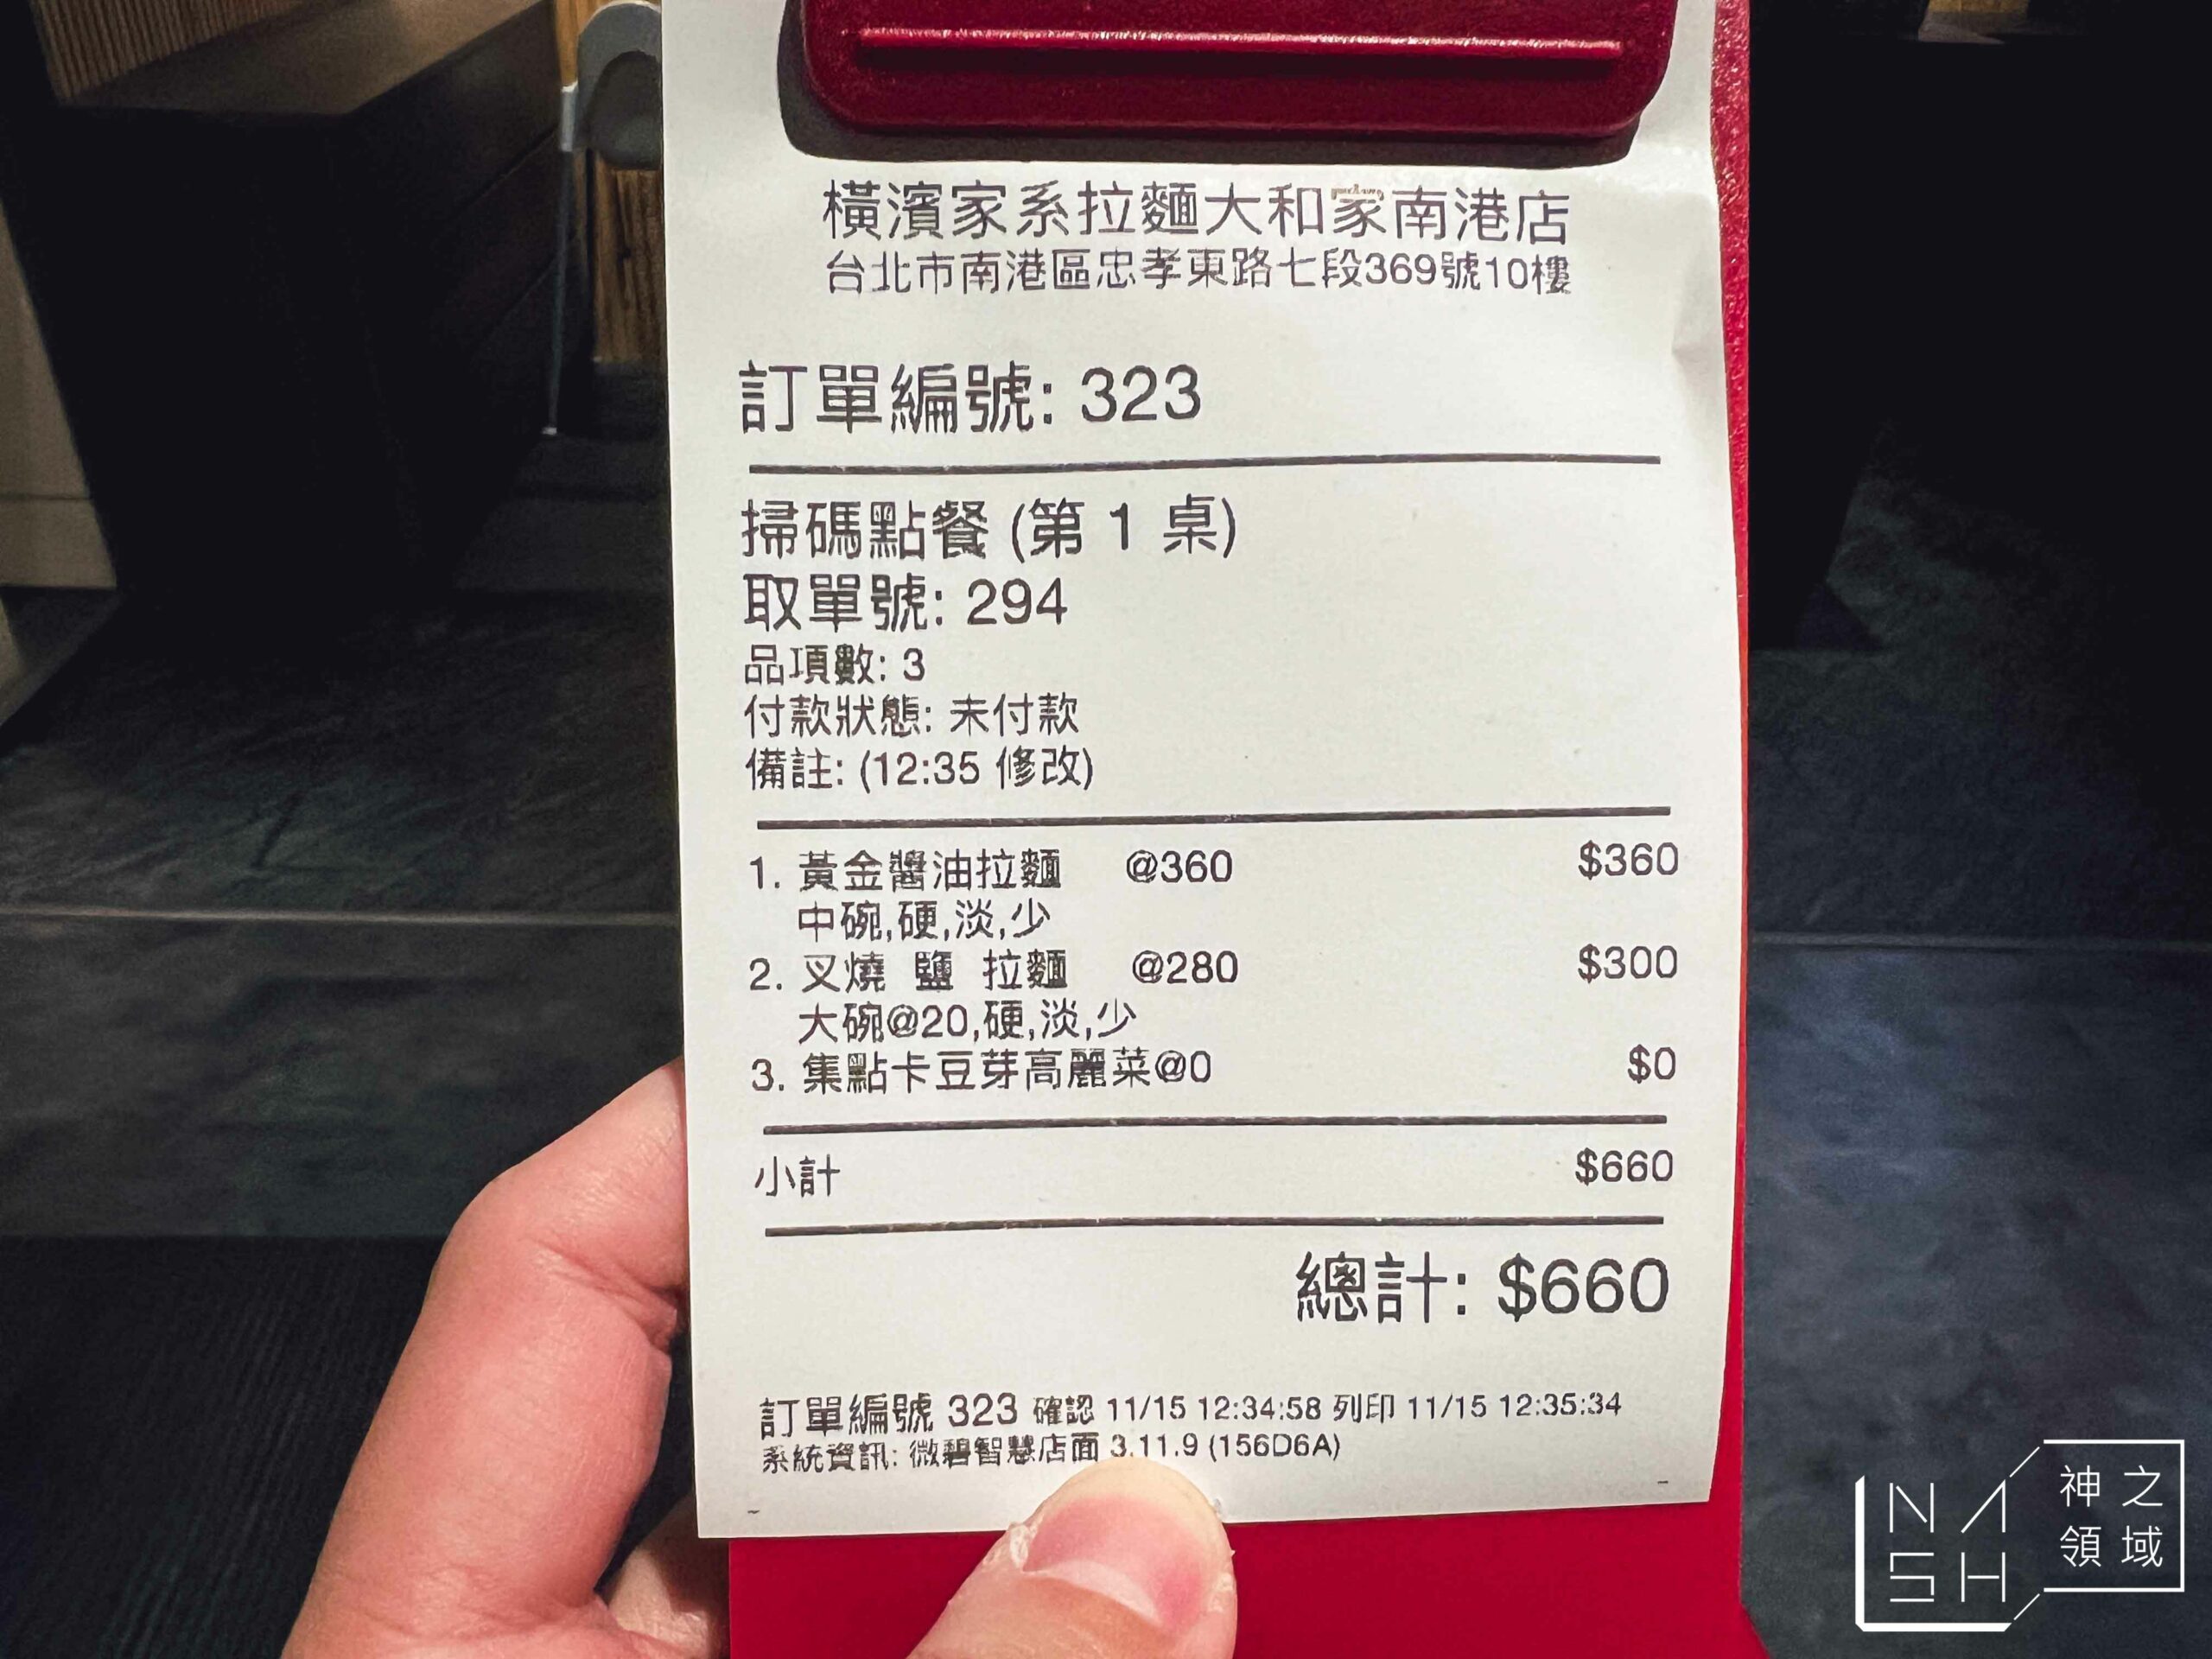 橫濱家系拉麵大和家南港店
台北市南港區忠孝東路七段369號10樓
訂單編號: 323
掃碼點餐 (第 1 桌)
取單號: 294
品項數: 3
付款狀態: 未付款
備註: (12:35 修改)
1. 黃金醬油拉麵 @360 $360
中碗,硬,淡,少
2. 叉燒 鹽 拉麵 @280 $300
大碗@20,硬,淡,少
3. 集點卡豆芽高麗菜@0 $0
小計 $660
總計: $660
訂單編號 323 確認 11/15 12:34:58 列印 11/15 12:35:34
系統資訊: 微碧智慧店面 3.11.9 (156D6A)
NASH
神之
領域